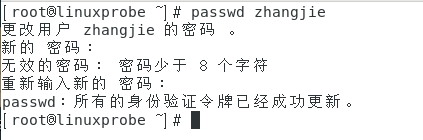 [root@linuxprobe ~]# passwd zhangjie
更改用户 zhangjie 的密码 。
新的 密码：
无效的密码： 密码少于 8 个字符
重新输入新的 密码：
passwd：所有的身份验证令牌已经成功更新。
[root@linuxprobe ~]#